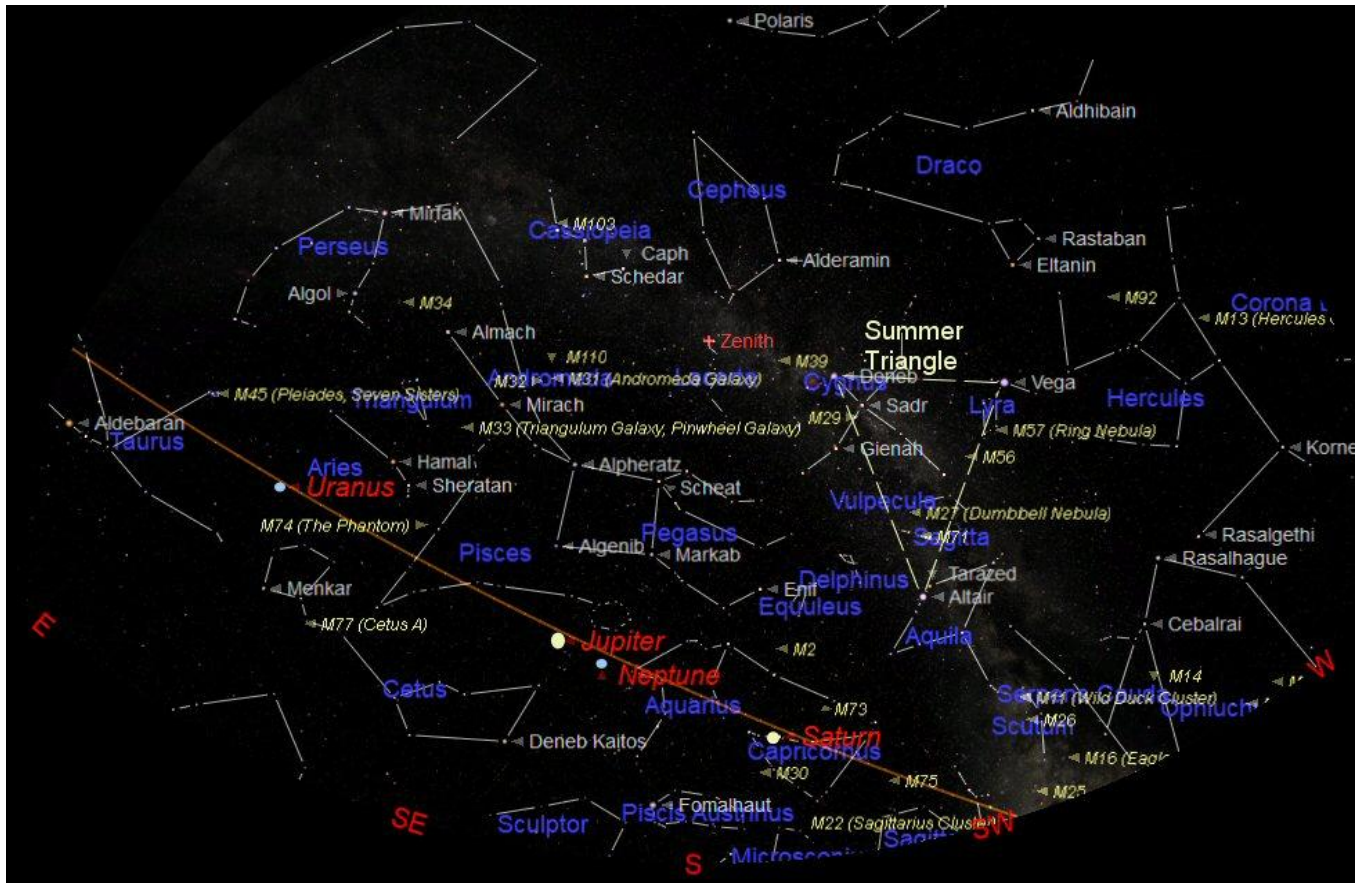 Polaris
Aldhibain
Draco
Cepheus
Mirfak
M103
Cassiopeia
Perseus
Caph
Rastaban
Schedar
Alderamin
Eltanin
Algol
M34
M92
Corona
M13 (Hercules
Almach
Zenith
Summer
Triangle
M110
M39
Andromeda
M32
M31 (Andromeda Galaxy)
Lacerta
Cygnus
Deneb
Vega
M45 (Pleiades, Seven Sisters)
Triangulum
Mirach
Sadr
Lyra
Hercules
Aldebaran
Taurus
M33 (Triangulum Galaxy, Pinwheel Galaxy)
M29
M57 (Ring Nebula)
Gienah
Korne
M56
Aries
Hamal
Alpheratz
Uranus
Sheratan
Scheat
Vulpecula
M27 (Dumbbell Nebula)
M74 (The Phantom)
Pegasus
M71
Sagitta
Rasalgethi
Pisces
Algenib
Markab
Rasalhague
Menkar
Delphinus
Tarazed
Enif
Altair
Equuleus
E
M77 (Cetus A)
Aquila
Cebalrai
Jupiter
M2
W
Neptune
M14
M
Cetus
Aquarius
M73
Serpens Cauda
M11 (Wild Duck Cluster)
Ophiuch
M26
Scutum
Deneb Kaitos
Saturn
Capricornus
M16 (Eagl
M30
M75
M25
SE
Sculptor
Fomalhaut
Piscis Austrinus
M22 (Sagittarius Cluster)
SW
Sagitt
S
Microscopiu